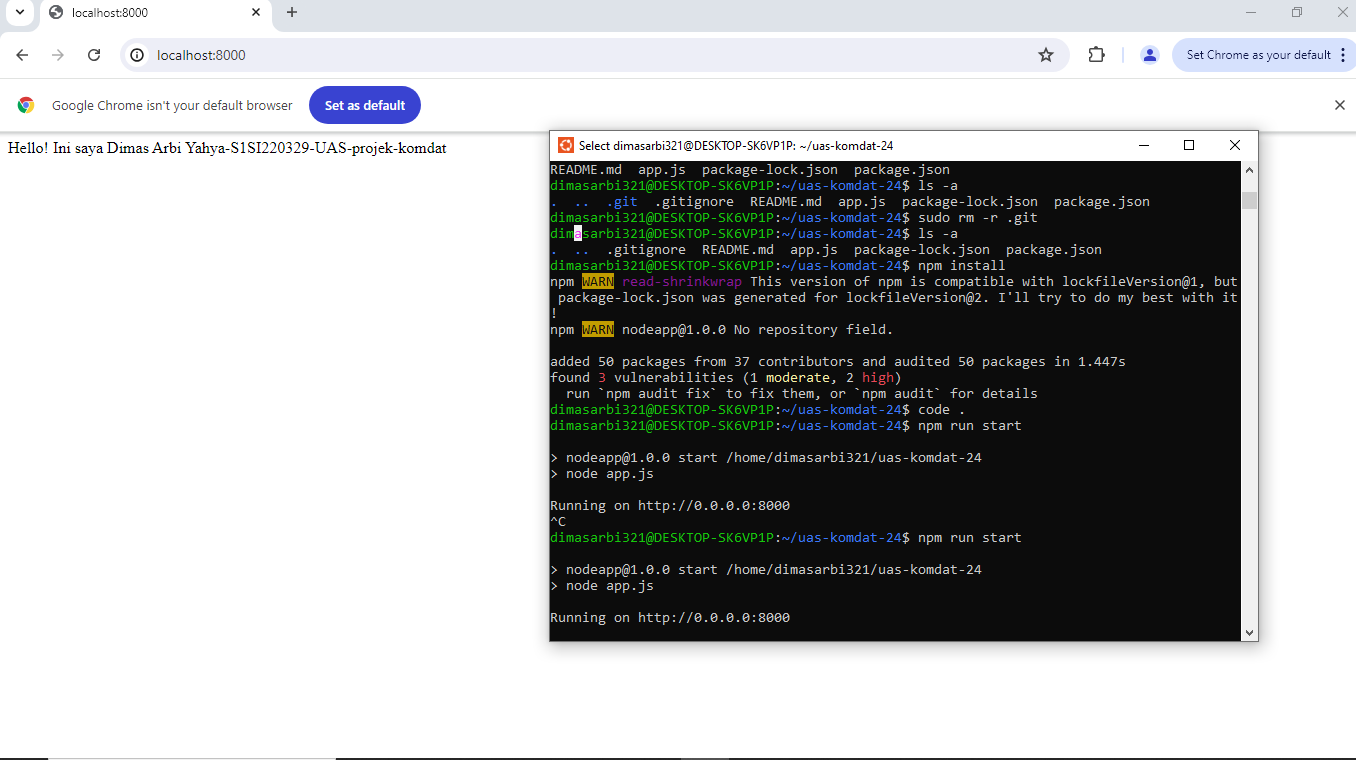 localhost:8000
localhost:8000
Set Chrome as your default
Google Chrome isn't your default browser
Set as default
Hello! Ini saya Dimas Arbi Yahya-S1SI220329-UAS-projek-komdat
Select dimasarbi321@DESKTOP-SK6VP1P: ~/uas-komdat-24
README.md  app.js  package-lock.json  package.json
dimasarbi321@DESKTOP-SK6VP1P:~/uas-komdat-24$ ls -a
.  ..  .git  .gitignore  README.md  app.js  package-lock.json  package.json
dimasarbi321@DESKTOP-SK6VP1P:~/uas-komdat-24$ sudo rm -r .git
dimasarbi321@DESKTOP-SK6VP1P:~/uas-komdat-24$ ls -a
.  ..  .gitignore  README.md  app.js  package-lock.json  package.json
dimasarbi321@DESKTOP-SK6VP1P:~/uas-komdat-24$ npm install
npm WARN read-shrinkwrap This version of npm is compatible with lockfileVersion@1, but
package-lock.json was generated for lockfileVersion@2. I'll try to do my best with it
!
npm WARN nodeapp@1.0.0 No repository field.
added 50 packages from 37 contributors and audited 50 packages in 1.447s
found 3 vulnerabilities (1 moderate, 2 high)
run `npm audit fix` to fix them, or `npm audit` for details
dimasarbi321@DESKTOP-SK6VP1P:~/uas-komdat-24$ code .
dimasarbi321@DESKTOP-SK6VP1P:~/uas-komdat-24$ npm run start
> nodeapp@1.0.0 start /home/dimasarbi321/uas-komdat-24
> node app.js
Running on http://0.0.0.0:8000
^C
dimasarbi321@DESKTOP-SK6VP1P:~/uas-komdat-24$ npm run start
> nodeapp@1.0.0 start /home/dimasarbi321/uas-komdat-24
> node app.js
Running on http://0.0.0.0:8000